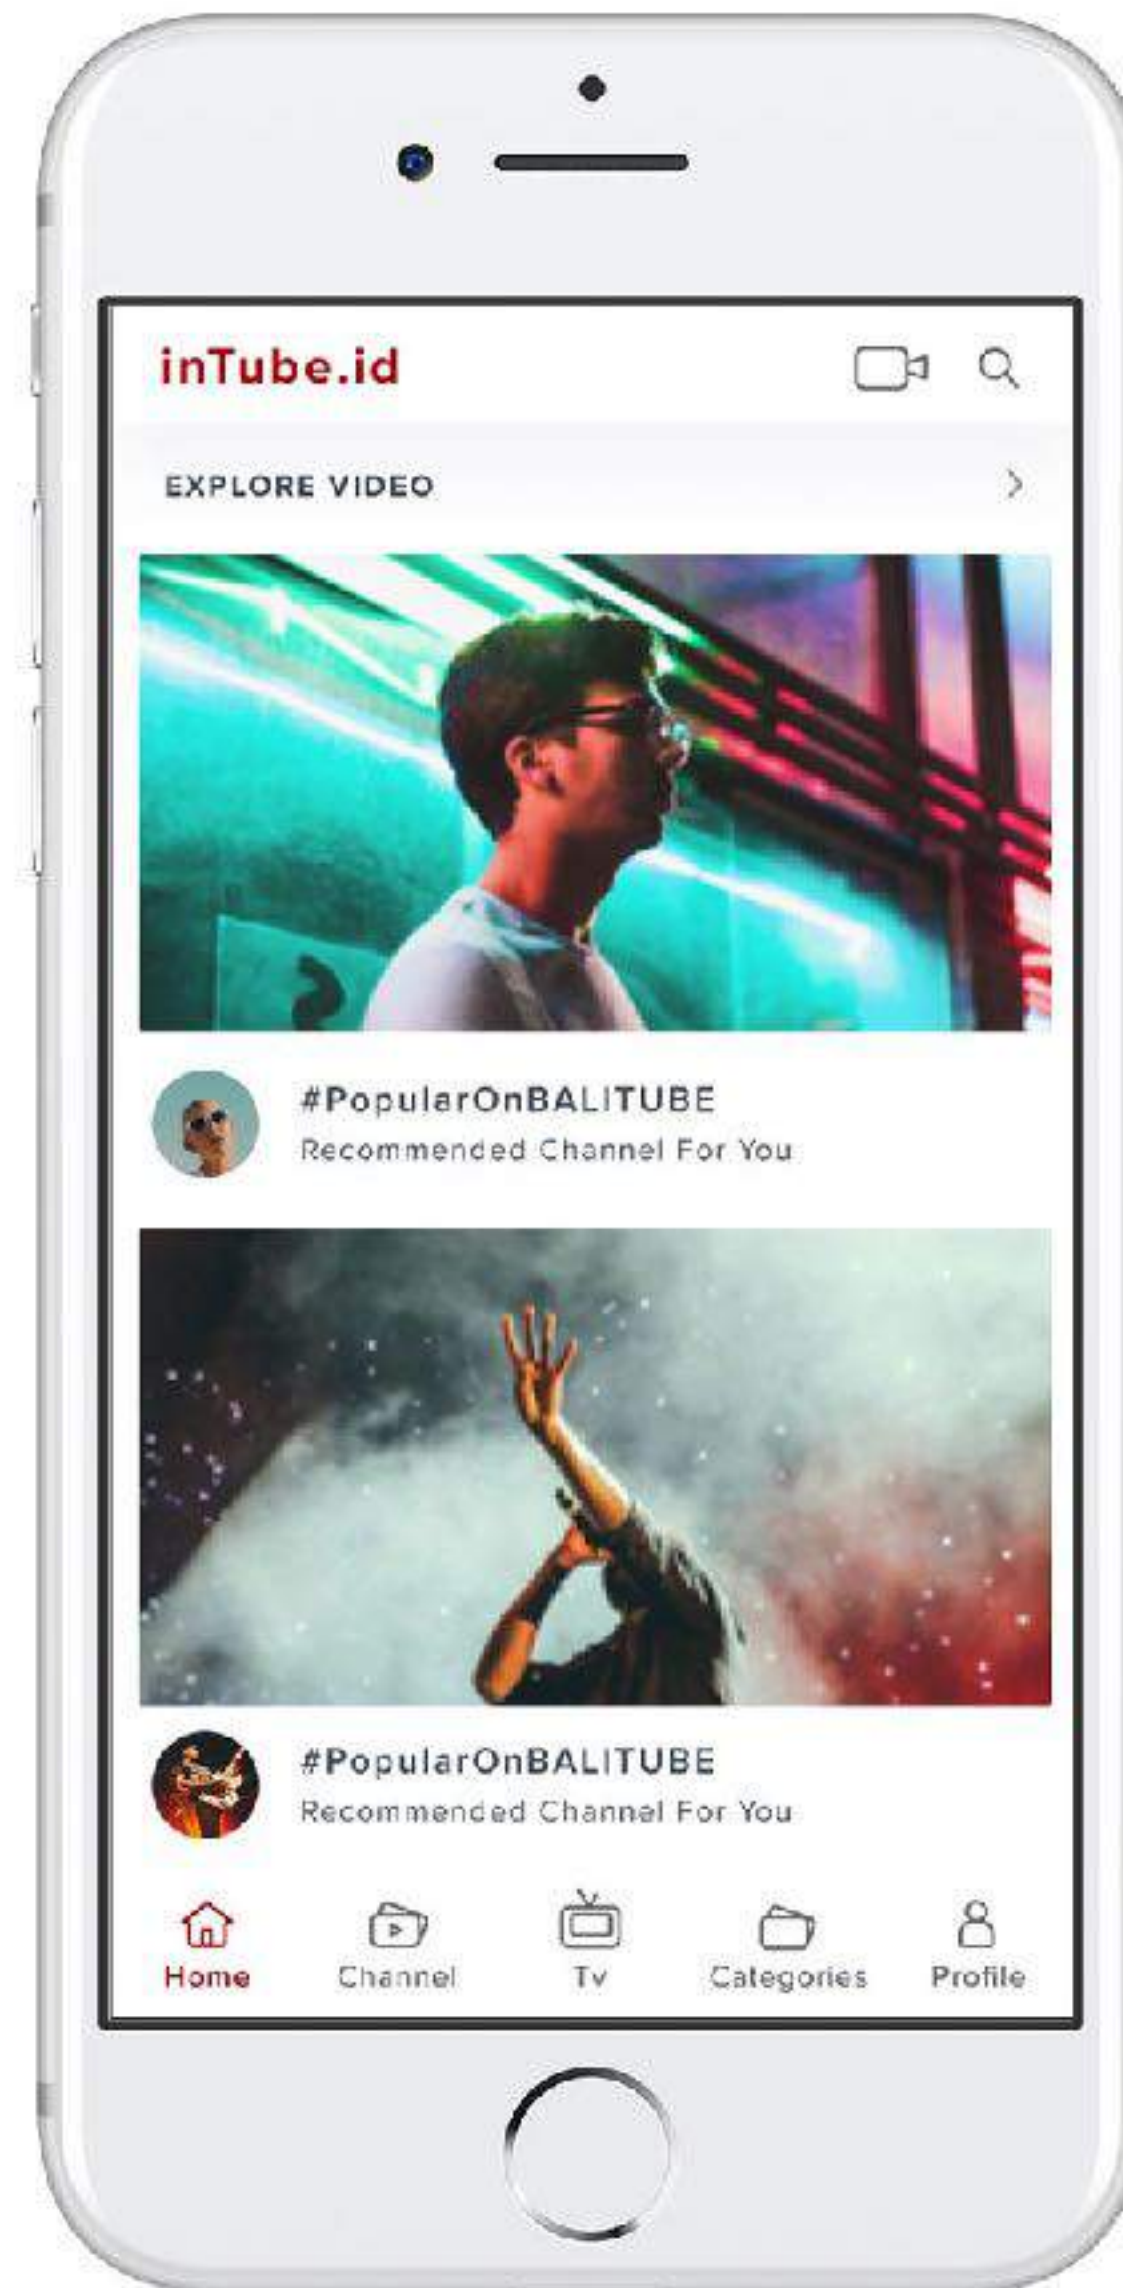 inTube.id
EXPLORE VIDEO
#PopularOnBALITUBE
Recommended Channel For You
#PopularOnBALITUBE
Recommended Channel For You
Home Channel Tv Categories Profile